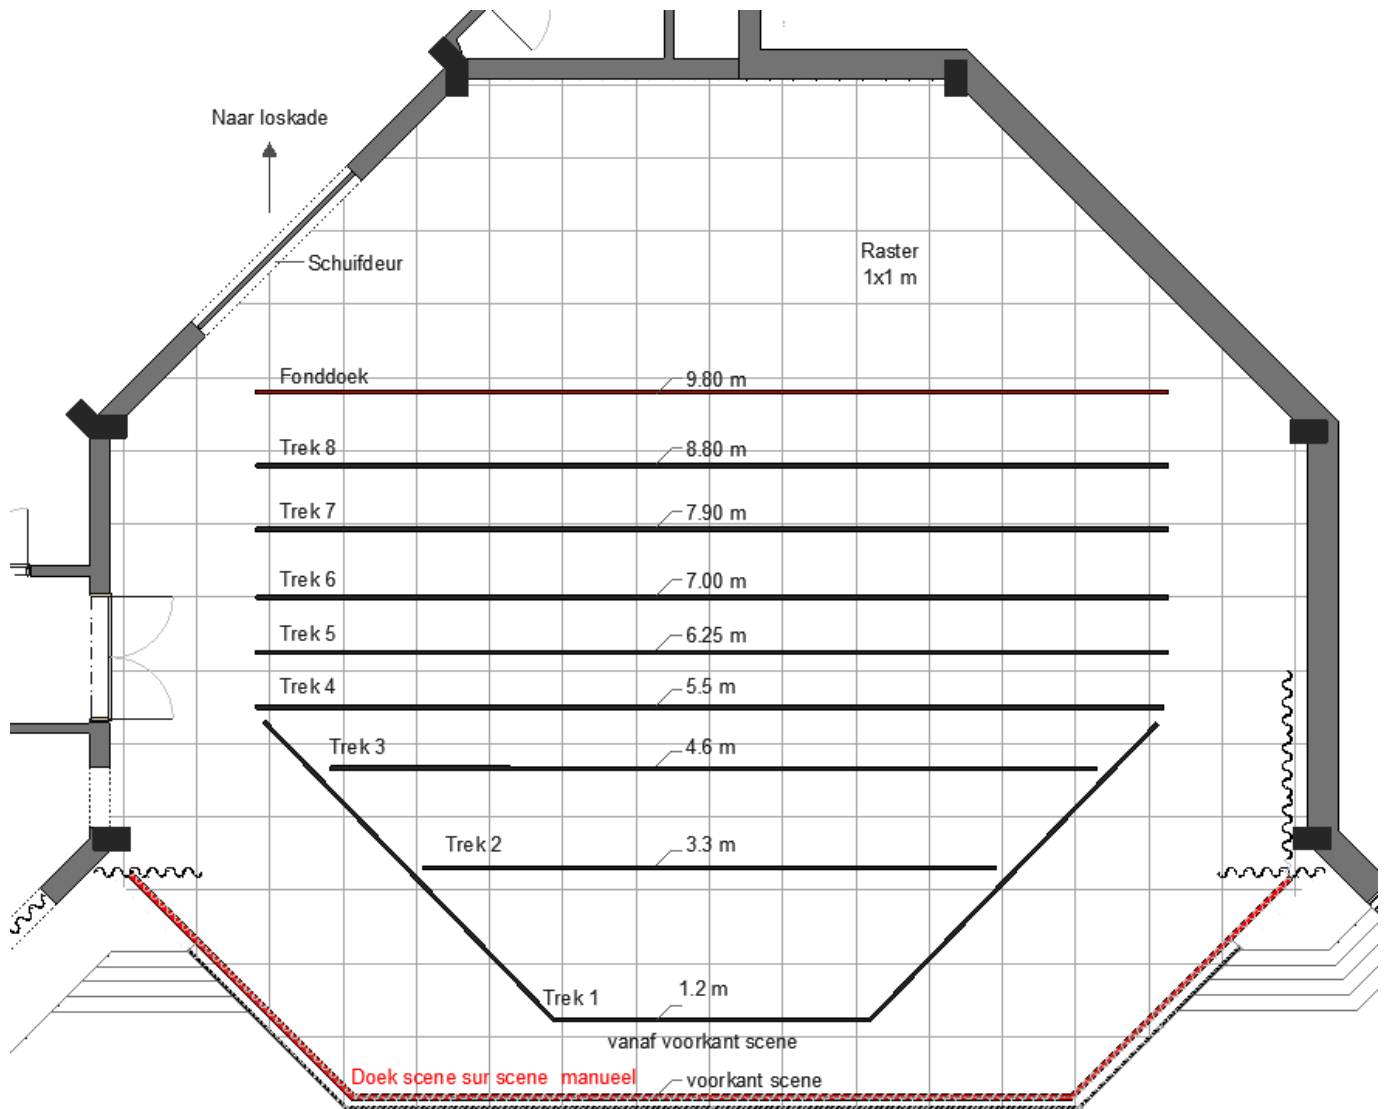 Naar loskade
Schuifdeur
Raster
1x1 m
Fonddoek
9.80 m
Trek 8
8.80 m
Trek 7
7.90 m
Trek 6
7.00 m
Trek 5
6.25 m
Trek 4
5.5 m
Trek 3
4.6 m
Trek 2
3.3 m
Trek 1
1.2 m
vanaf voorkant scene
Doek scene sur scene manueel
voorkant scene